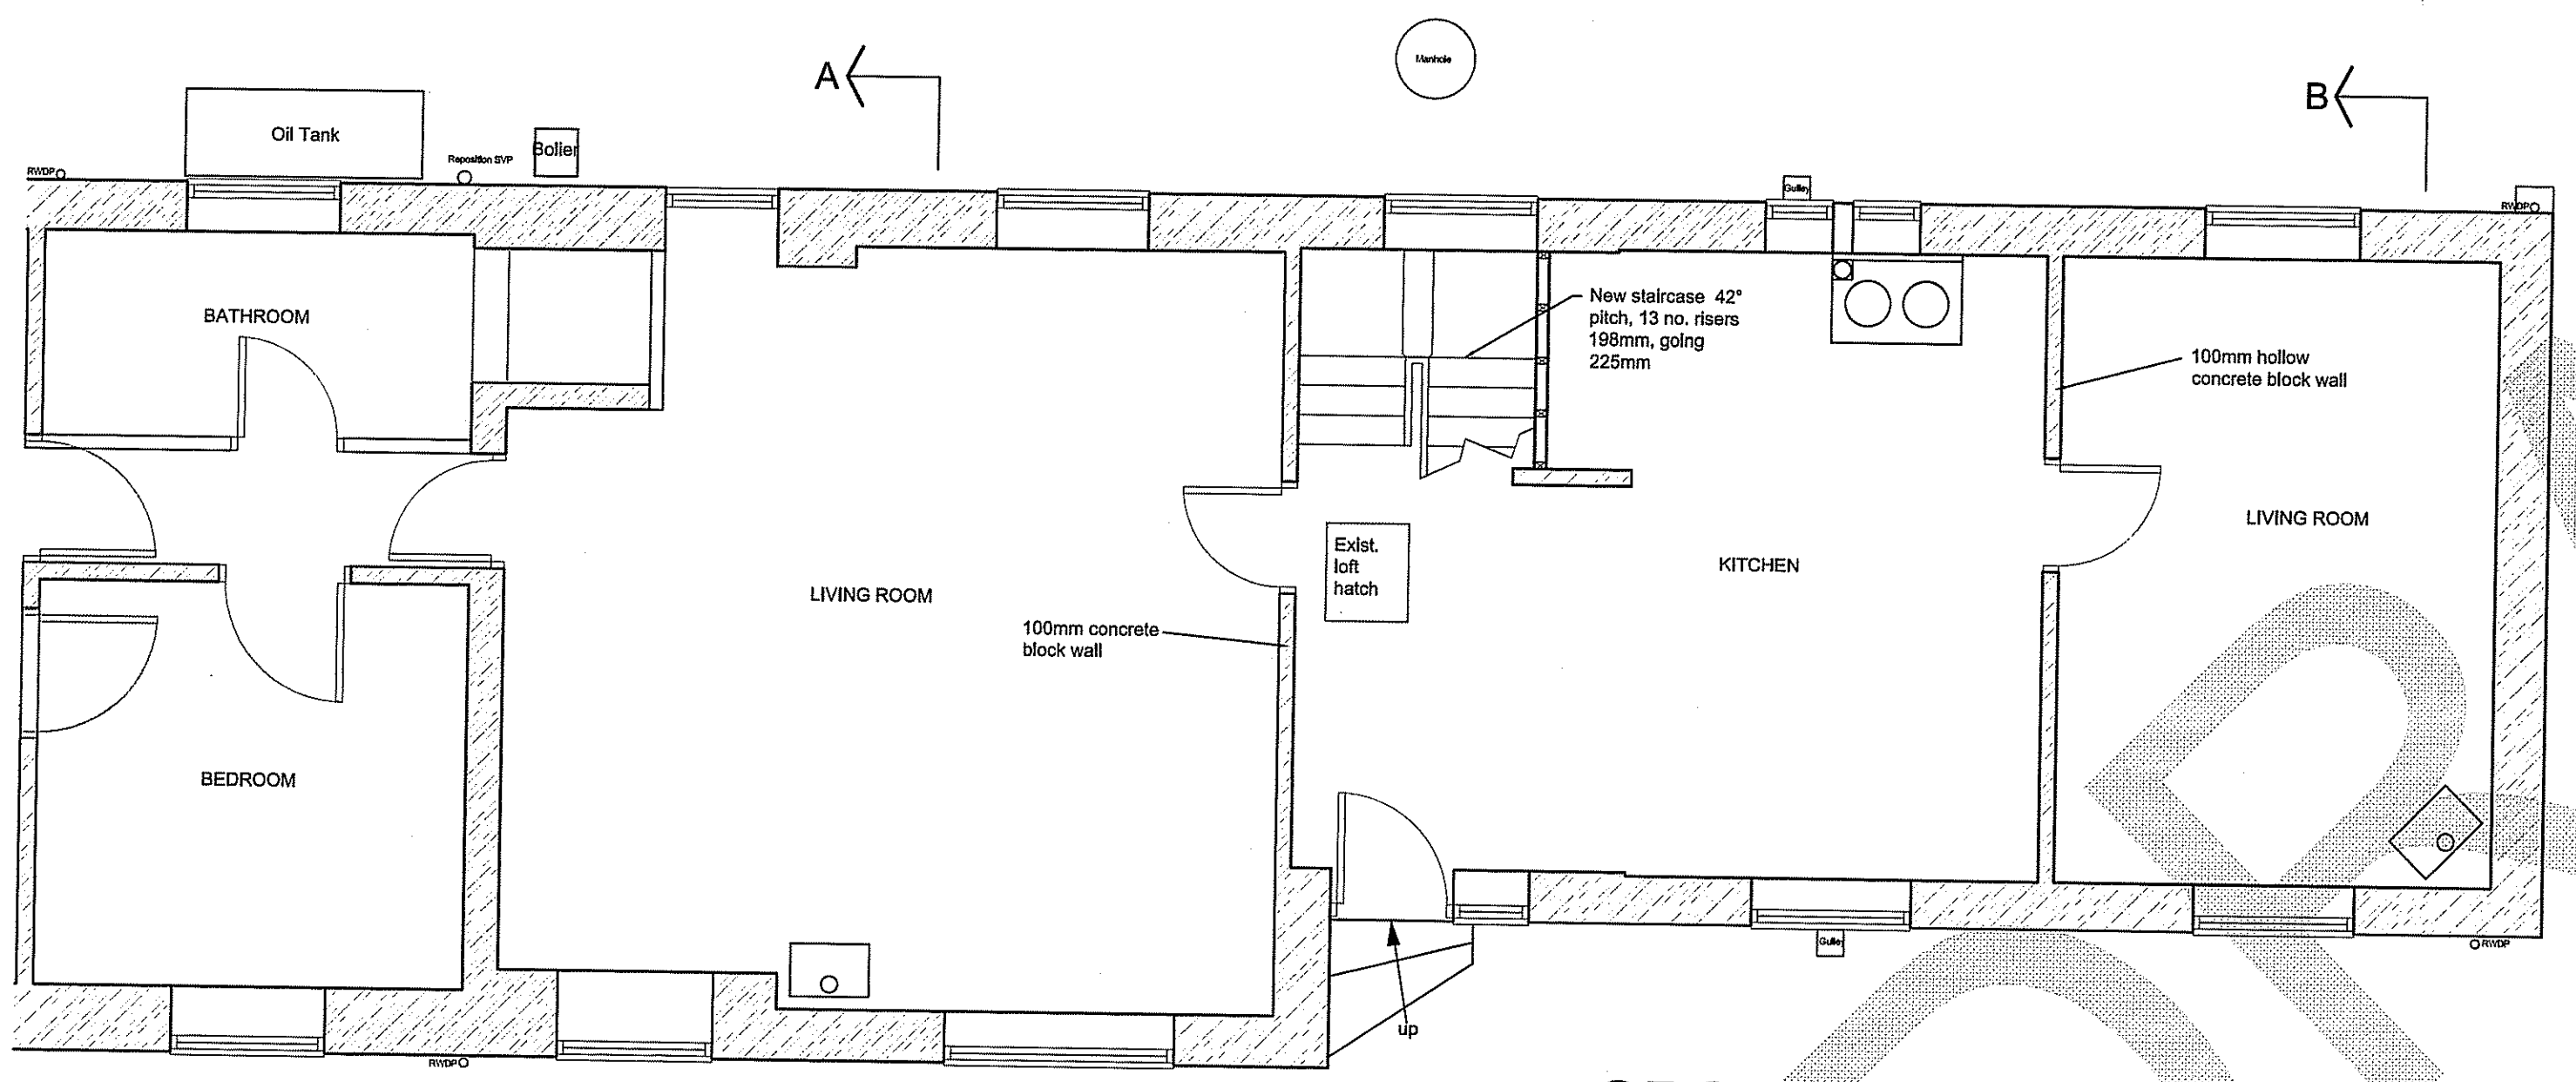 Manhole
A
B
Oil Tank
Boiler
Reposition SVP
RWDP
Gulley
RWDP
BATHROOM
New staircase 42°
pitch, 13 no. risers
198mm, going
225mm
100mm hollow
concrete block wall
LIVING ROOM
Exist.
loft
hatch
KITCHEN
LIVING ROOM
100mm concrete
block wall
BEDROOM
Gulley
RWDP
up
RWDP